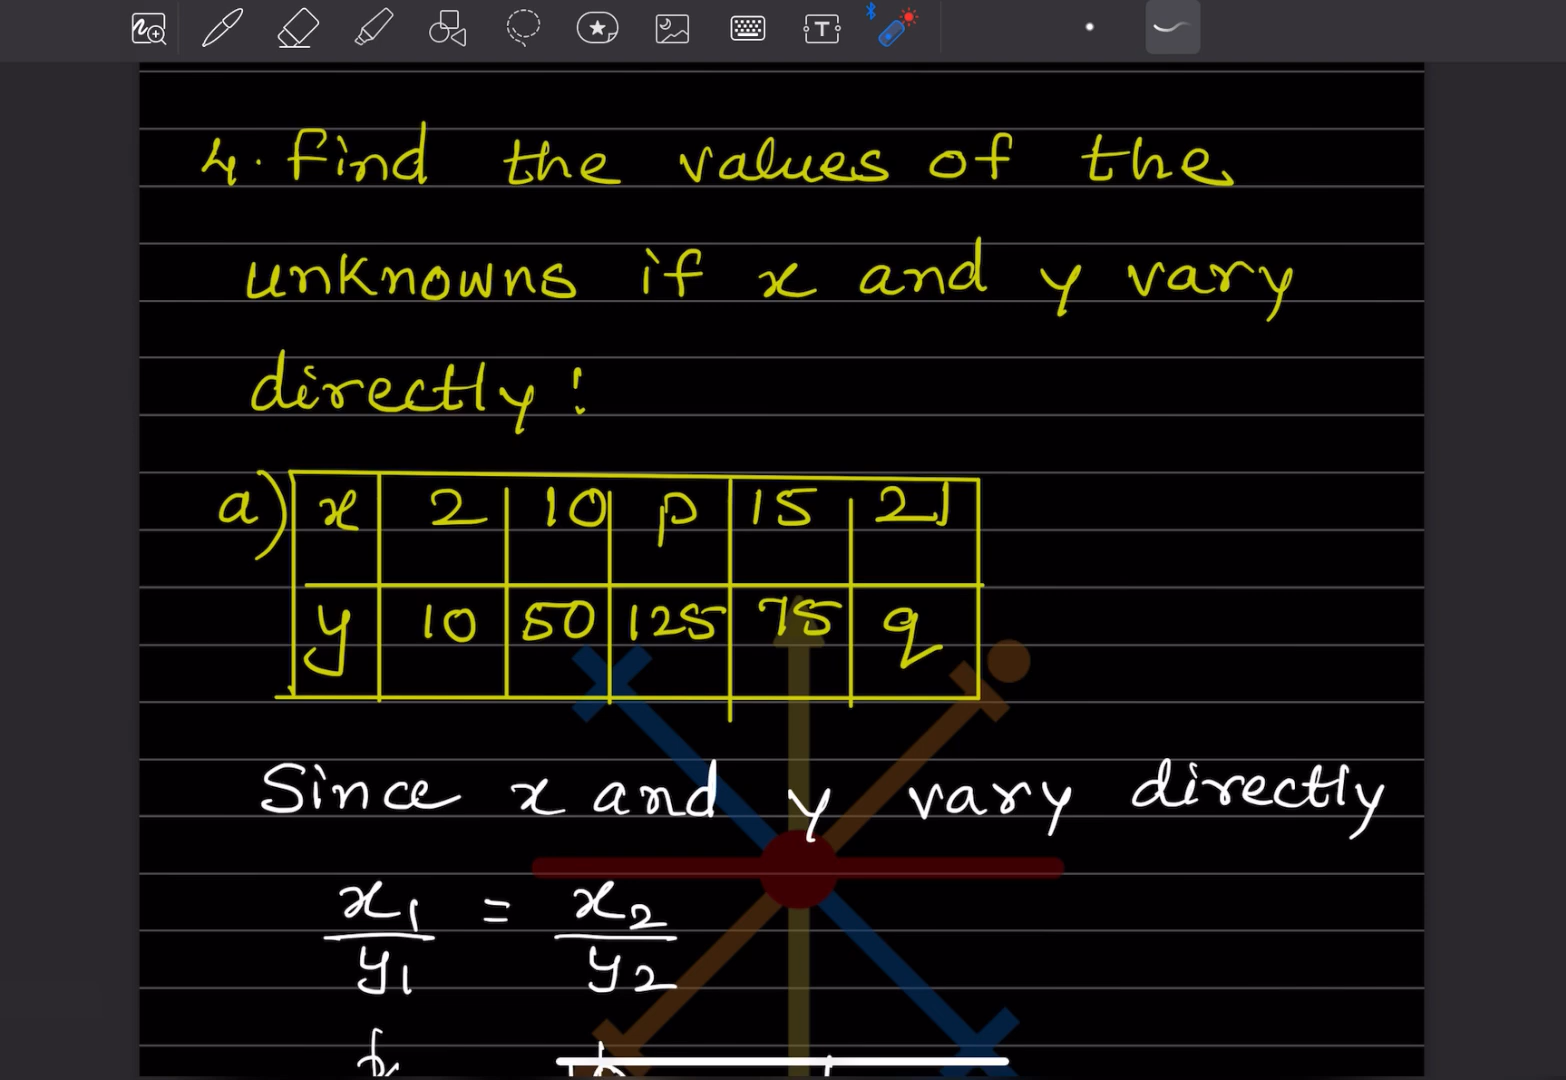 4. find the values of the
unknowns if x and y vary
directly:
a) x 2 10 p 15 21
y 10 50 125 75 q
Since x and y vary directly
x₁/y₁ = x₂/y₂